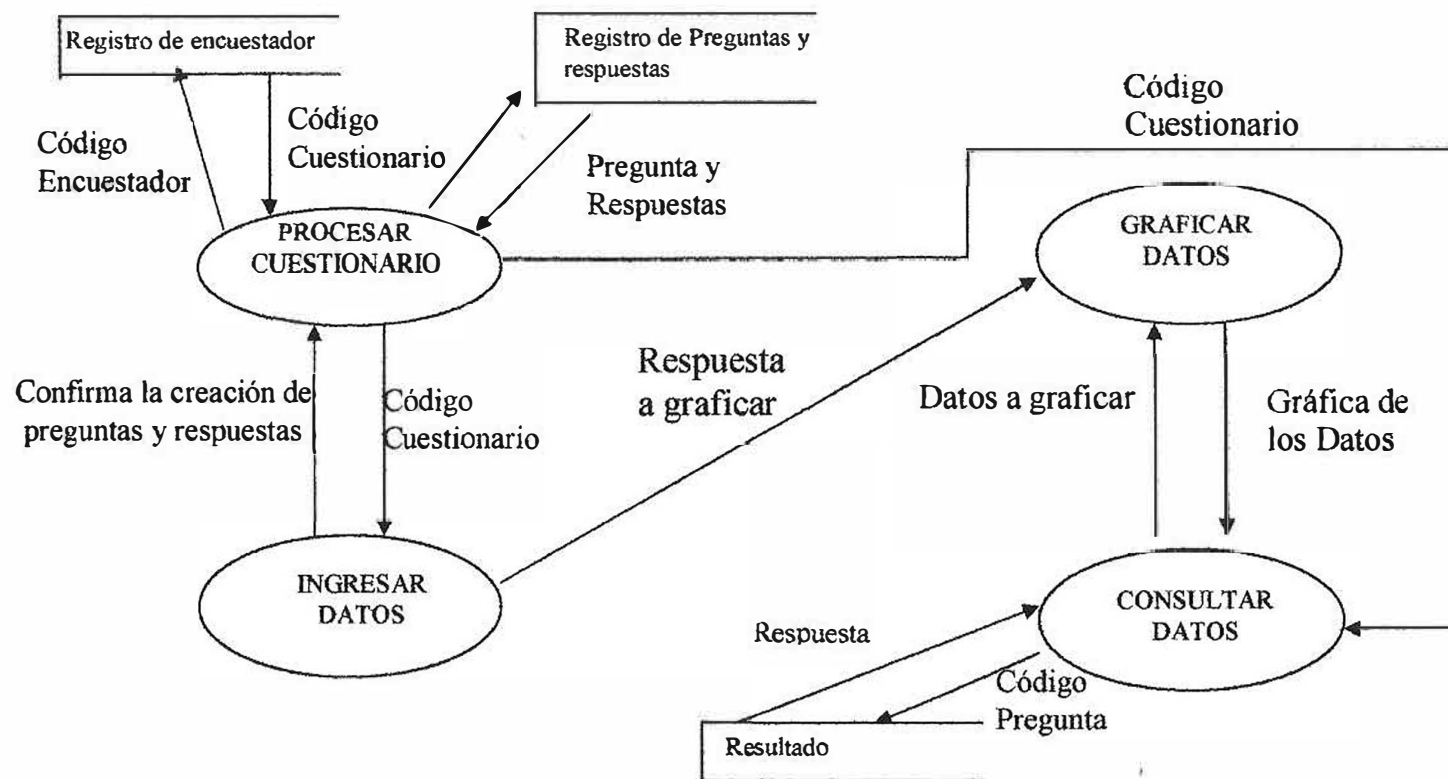 Registro de encuestador
Registro de Preguntas y
respuestas
Código
Cuestionario
Código
Encuestador
Código
Cuestionario
Pregunta y
Respuestas
PROCESAR
CUESTIONARIO
GRAFICAR
DATOS
Confirma la creación de
preguntas y respuestas
Código
Cuestionario
Respuesta
a graficar
Datos a graficar
Gráfica de
los Datos
INGRESAR
DATOS
CONSULTAR
DATOS
Respuesta
Código
Pregunta
Resultado